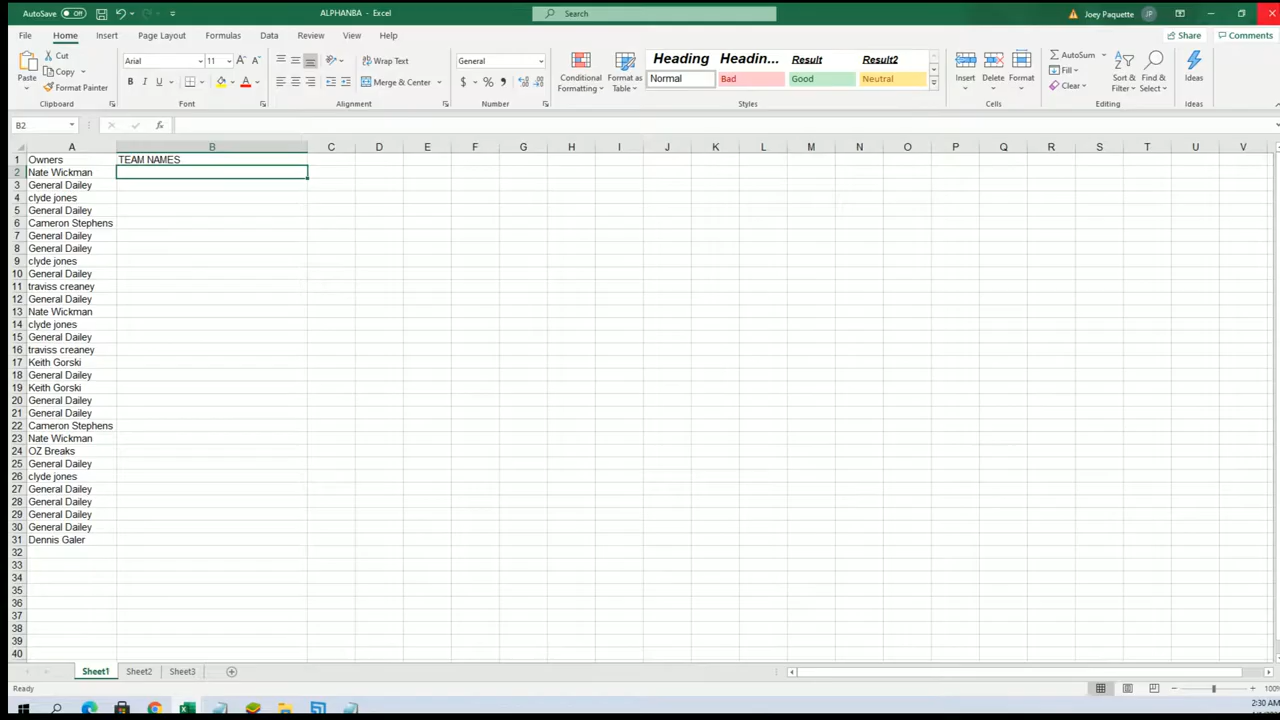 AutoSave Off
ALPHANBA - Excel
Search
Joey Paquette JP
File Home Insert Page Layout Formulas Data Review View Help
Share Comments
Paste Cut Copy Format Painter
Clipboard
Arial 11
B I U
Font
Wrap Text
Merge & Center
Alignment
General
$ % 9
Number
Conditional Formatting
Format as Table
Heading Headin... Result Result2
Normal Bad Good Neutral
Styles
Insert Delete Format
Cells
AutoSum
Fill
Clear
Sort & Filter
Find & Select
Editing
Ideas
Ideas
B2 fx
A B C D E F G H I J K L M N O P Q R S T U V
1 Owners TEAM NAMES
2 Nate Wickman
3 General Dailey
4 clyde jones
5 General Dailey
6 Cameron Stephens
7 General Dailey
8 General Dailey
9 clyde jones
10 General Dailey
11 traviss creaney
12 General Dailey
13 Nate Wickman
14 clyde jones
15 General Dailey
16 traviss creaney
17 Keith Gorski
18 General Dailey
19 Keith Gorski
20 General Dailey
21 General Dailey
22 Cameron Stephens
23 Nate Wickman
24 OZ Breaks
25 General Dailey
26 clyde jones
27 General Dailey
28 General Dailey
29 General Dailey
30 General Dailey
31 Dennis Galer
32
33
34
35
36
37
38
39
40
Sheet1 Sheet2 Sheet3
Ready
100%
2:30 AM